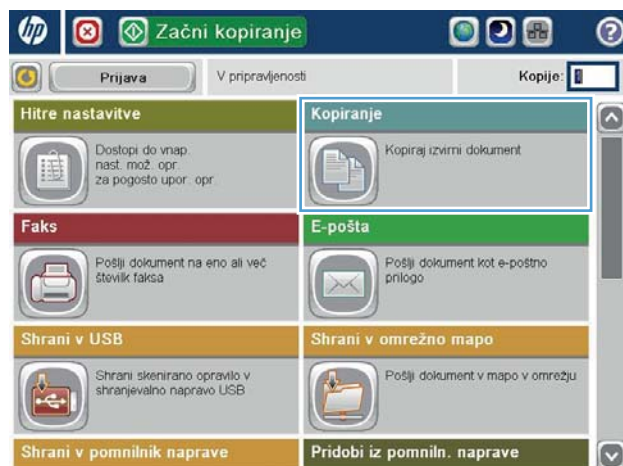 hp
Začni kopiranje
?
Prijava
V pripravljenosti
Kopije: 1
Hitre nastavitve
Dostopi do vnap.
nast. mož. opr.
za pogosto upor. opr.
Kopiranje
Kopiraj izvirni dokument
Faks
Pošlji dokument na eno ali več
številk faksa
E-pošta
Pošlji dokument kot e-poštno
prilogo
Shrani v USB
Shrani skenirano opravilo v
shranjevalno napravo USB
Shrani v omrežno mapo
Pošlji dokument v mapo v omrežju
Shrani v pomnilnik naprave
Pridobi iz pomniln. naprave